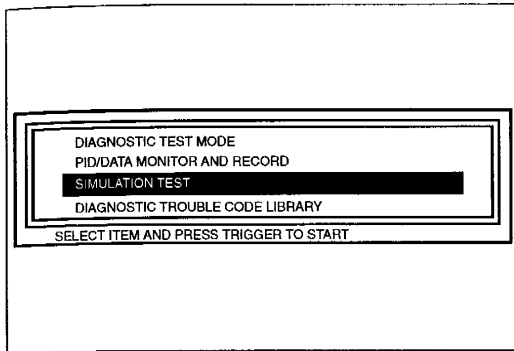 DIAGNOSTIC TEST MODE
PID/DATA MONITOR AND RECORD
SIMULATION TEST
DIAGNOSTIC TROUBLE CODE LIBRARY
SELECT ITEM AND PRESS TRIGGER TO START